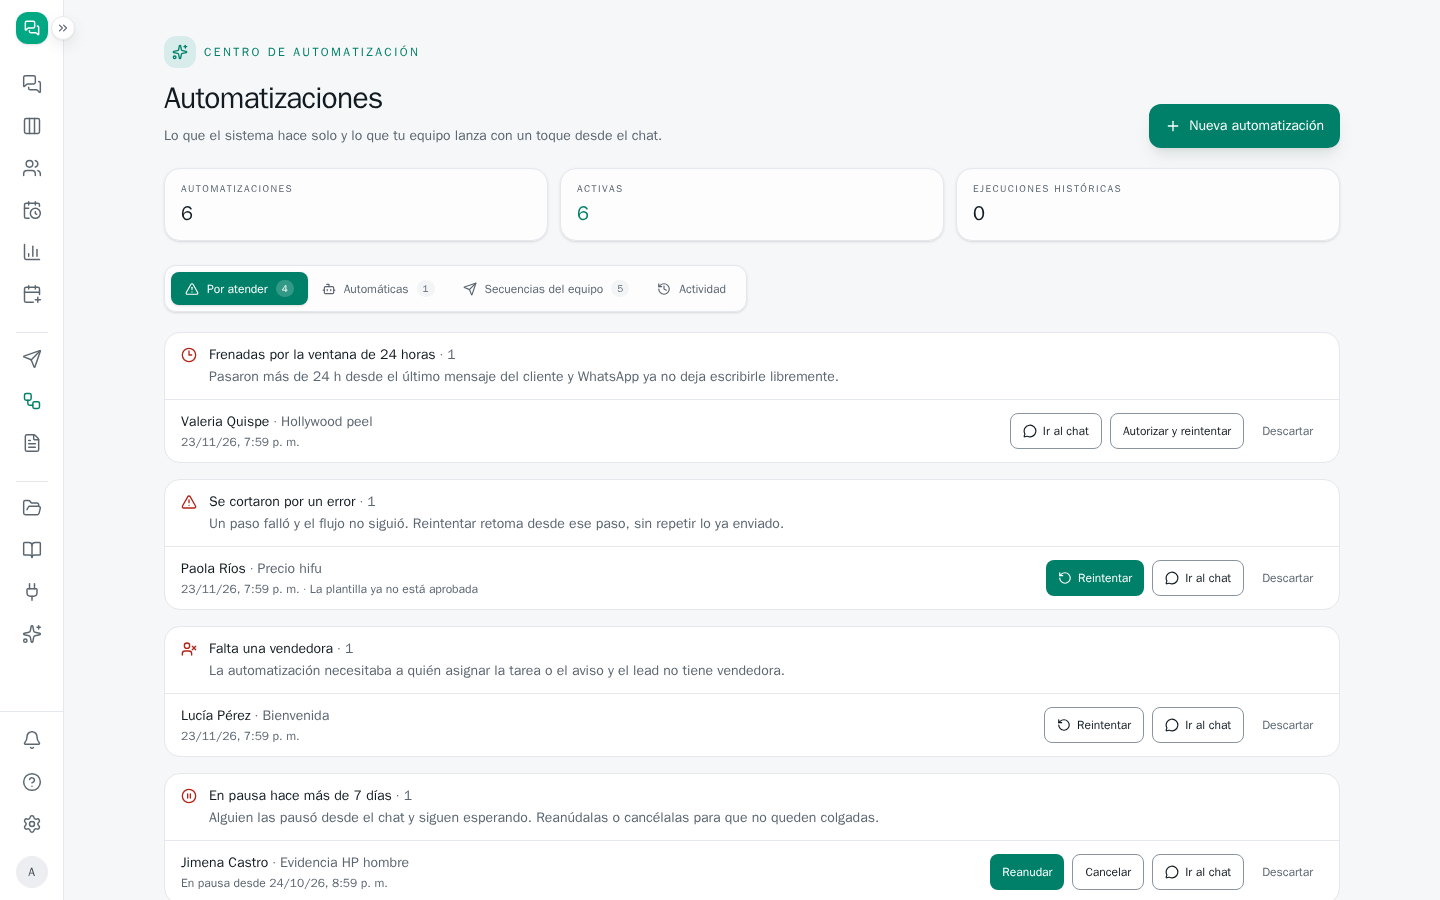 CENTRO DE AUTOMATIZACIÓN
Automatizaciones
Lo que el sistema hace solo y lo que tu equipo lanza con un toque desde el chat.
Nueva automatización
AUTOMATIZACIONES
6
ACTIVAS
6
EJECUCIONES HISTÓRICAS
0
Por atender 4
Automáticas 1
Secuencias del equipo 5
Actividad
Frenadas por la ventana de 24 horas · 1
Pasaron más de 24 h desde el último mensaje del cliente y WhatsApp ya no deja escribirle libremente.
Valeria Quispe · Hollywood peel
23/11/26, 7:59 p. m.
Ir al chat
Autorizar y reintentar
Descartar
Se cortaron por un error · 1
Un paso falló y el flujo no siguió. Reintentar retoma desde ese paso, sin repetir lo ya enviado.
Paola Ríos · Precio hifu
23/11/26, 7:59 p. m. · La plantilla ya no está aprobada
Reintentar
Ir al chat
Descartar
Falta una vendedora · 1
La automatización necesitaba a quién asignar la tarea o el aviso y el lead no tiene vendedora.
Lucía Pérez · Bienvenida
23/11/26, 7:59 p. m.
Reintentar
Ir al chat
Descartar
En pausa hace más de 7 días · 1
Alguien las pausó desde el chat y siguen esperando. Reanúdalas o cancélalas para que no queden colgadas.
Jimena Castro · Evidencia HP hombre
En pausa desde 24/10/26, 8:59 p. m.
Reanudar
Cancelar
Ir al chat
Descartar
A